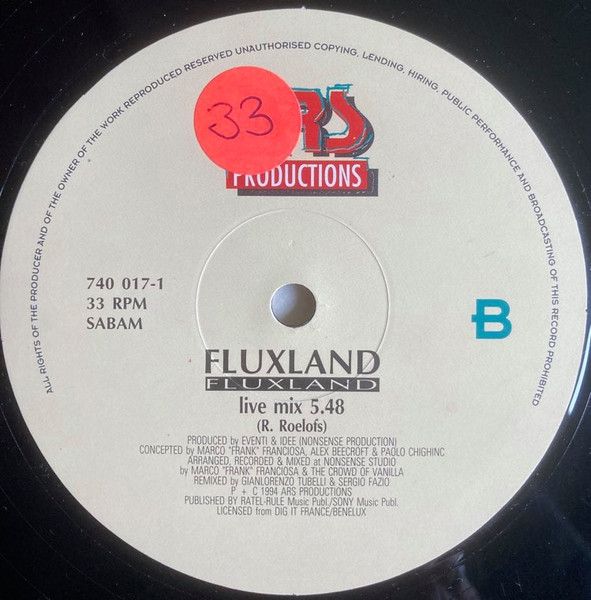 ALL RIGHTS OF THE PRODUCER AND OF THE OWNER OF THE WORK REPRODUCED RESERVED UNAUTHORISED COPYING, LENDING, HIRING, PUBLIC PERFORMANCE AND BROADCASTING OF THIS RECORD PROHIBITED
33
RS
PRODUCTIONS
740 017-1
33 RPM
SABAM
B
FLUXLAND
FLUXLAND
live mix 5.48
(R. Roelofs)
PRODUCED by EVENTI & IDEE (NONSENSE PRODUCTION)
CONCEPTED by MARCO "FRANK" FRANCIOSA, ALEX BEECROFT & PAOLO CHIGHINC
ARRANGED, RECORDED & MIXED at NONSENSE STUDIO
by MARCO "FRANK" FRANCIOSA & THE CROWD OF VANILLA
REMIXED by GIANLORENZO TUBELLI & SERGIO FAZIO
P + C 1994 ARS PRODUCTIONS
PUBLISHED BY RATEL-RULE Music Publ./SONY Music Publ.
LICENSED from DIG IT FRANCE/BENELUX